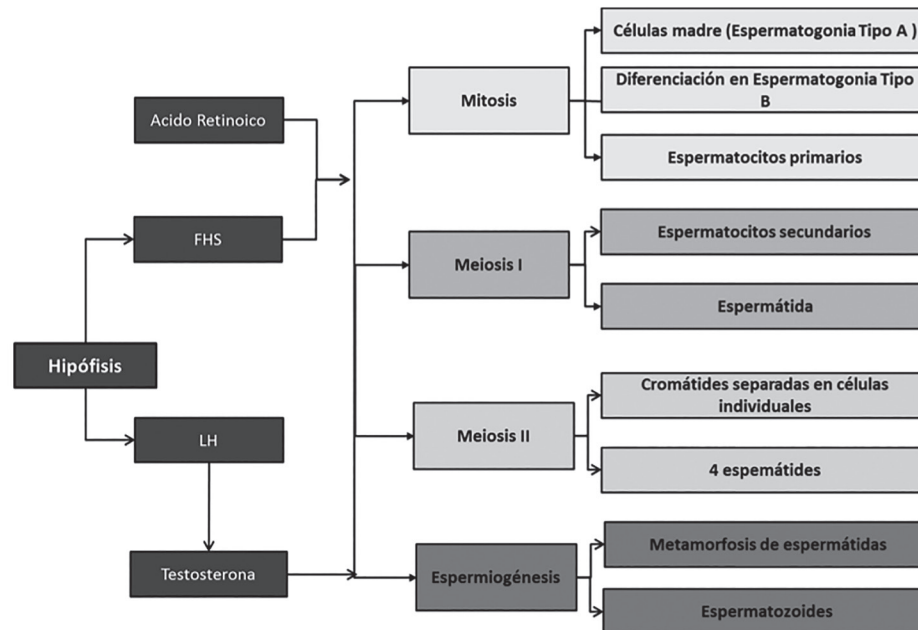 Acido Retinoico
FHS
Hipófisis
LH
Testosterona
Mitosis
Células madre (Espermatogonia Tipo A )
Diferenciación en Espermatogonia Tipo
B
Espermatocitos primarios
Meiosis I
Espermatocitos secundarios
Espermátida
Meiosis II
Cromátides separadas en células
individuales
4 espemátides
Espermiogénesis
Metamorfosis de espermátidas
Espermatozoides